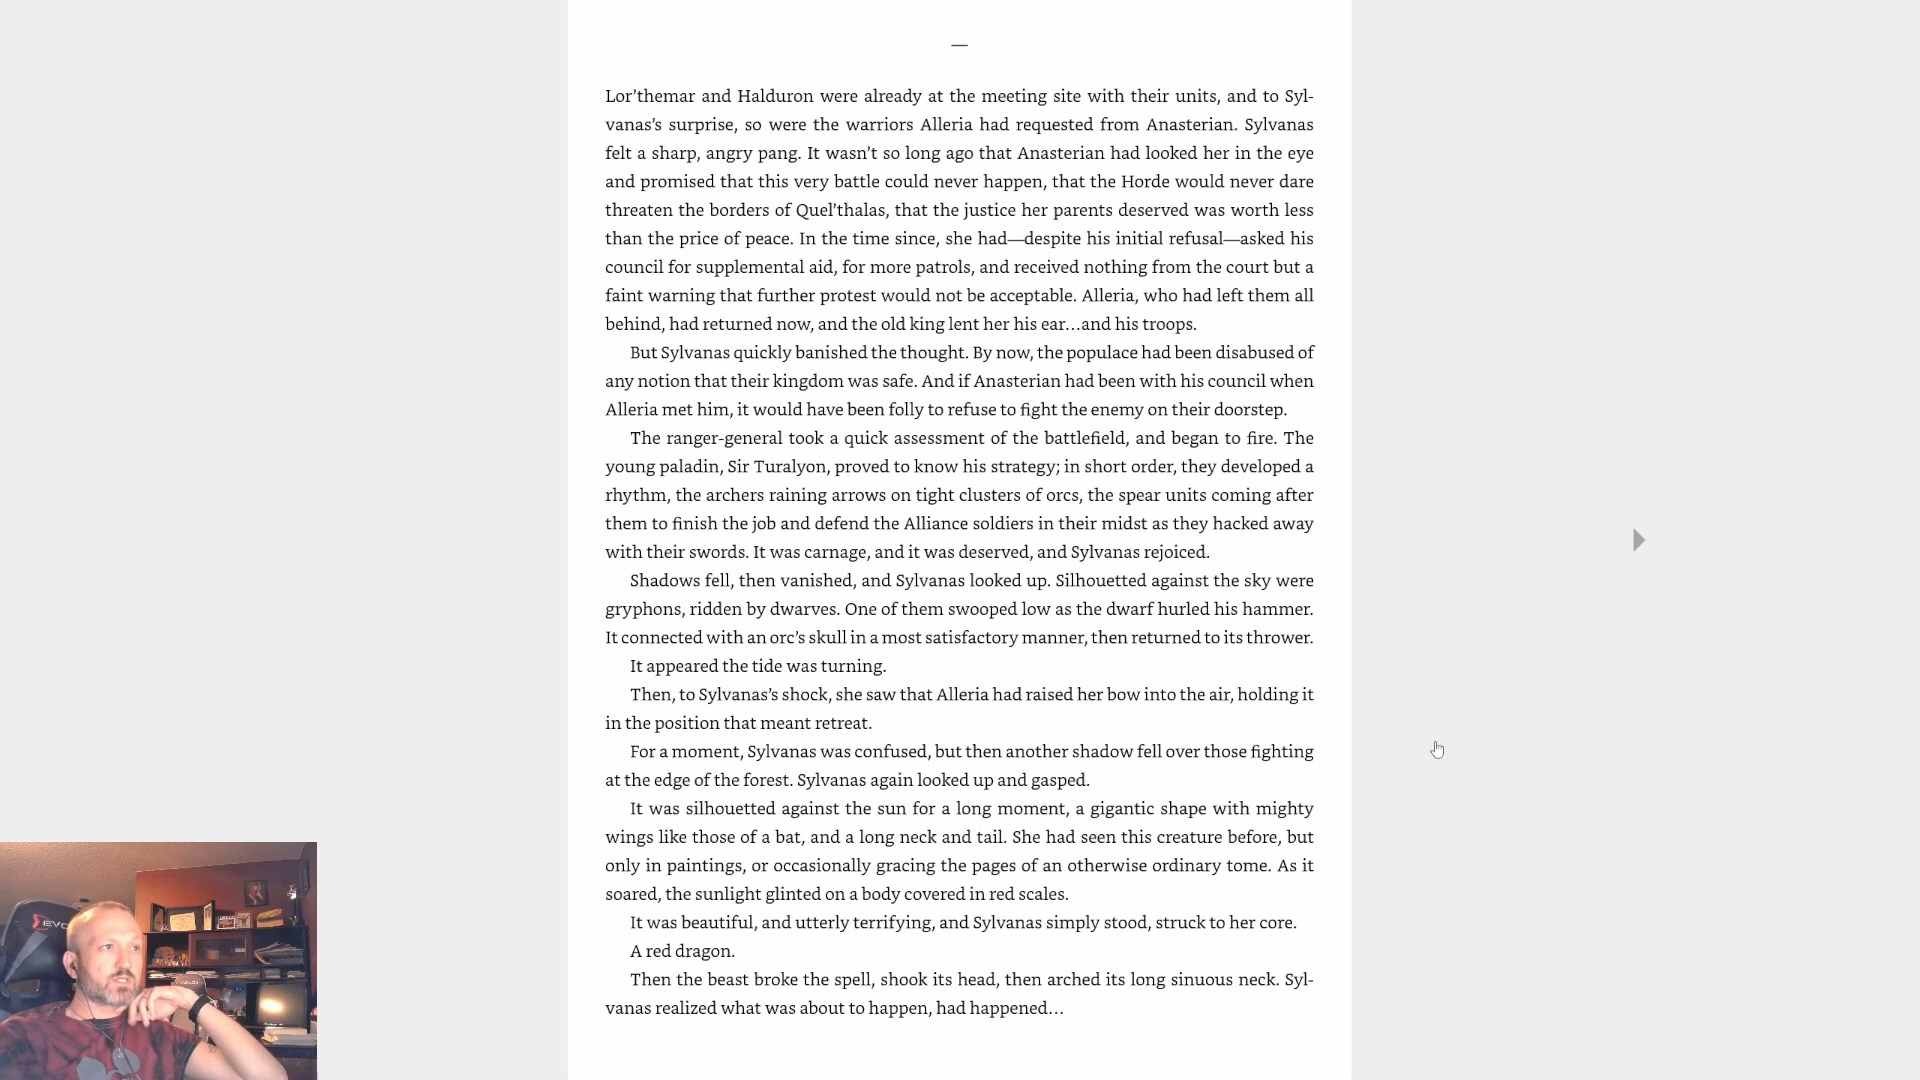 —
Lor’themar and Halduron were already at the meeting site with their units, and to Syl-
vanas’s surprise, so were the warriors Alleria had requested from Anasterian. Sylvanas
felt a sharp, angry pang. It wasn’t so long ago that Anasterian had looked her in the eye
and promised that this very battle could never happen, that the Horde would never dare
threaten the borders of Quel’thalas, that the justice her parents deserved was worth less
than the price of peace. In the time since, she had—despite his initial refusal—asked his
council for supplemental aid, for more patrols, and received nothing from the court but a
faint warning that further protest would not be acceptable. Alleria, who had left them all
behind, had returned now, and the old king lent her his ear…and his troops.
But Sylvanas quickly banished the thought. By now, the populace had been disabused of
any notion that their kingdom was safe. And if Anasterian had been with his council when
Alleria met him, it would have been folly to refuse to fight the enemy on their doorstep.
The ranger-general took a quick assessment of the battlefield, and began to fire. The
young paladin, Sir Turalyon, proved to know his strategy; in short order, they developed a
rhythm, the archers raining arrows on tight clusters of orcs, the spear units coming after
them to finish the job and defend the Alliance soldiers in their midst as they hacked away
with their swords. It was carnage, and it was deserved, and Sylvanas rejoiced.
Shadows fell, then vanished, and Sylvanas looked up. Silhouetted against the sky were
gryphons, ridden by dwarves. One of them swooped low as the dwarf hurled his hammer.
It connected with an orc’s skull in a most satisfactory manner, then returned to its thrower.
It appeared the tide was turning.
Then, to Sylvanas’s shock, she saw that Alleria had raised her bow into the air, holding it
in the position that meant retreat.
For a moment, Sylvanas was confused, but then another shadow fell over those fighting
at the edge of the forest. Sylvanas again looked up and gasped.
It was silhouetted against the sun for a long moment, a gigantic shape with mighty
wings like those of a bat, and a long neck and tail. She had seen this creature before, but
only in paintings, or occasionally gracing the pages of an otherwise ordinary tome. As it
soared, the sunlight glinted on a body covered in red scales.
It was beautiful, and utterly terrifying, and Sylvanas simply stood, struck to her core.
A red dragon.
Then the beast broke the spell, shook its head, then arched its long sinuous neck. Syl-
vanas realized what was about to happen, had happened…